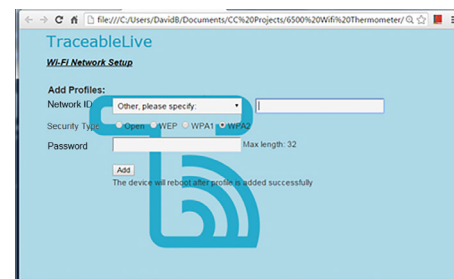 file:///C:/Users/DavidB/Documents/CC%20Projects/6500%20Wifi%20Thermometer/
TraceableLive
Wi-Fi Network Setup
Add Profiles:
Network ID Other, please specify:
Security Type Open WEP WPA1 WPA2
Password Max length: 32
Add
The device will reboot after profile is added successfully